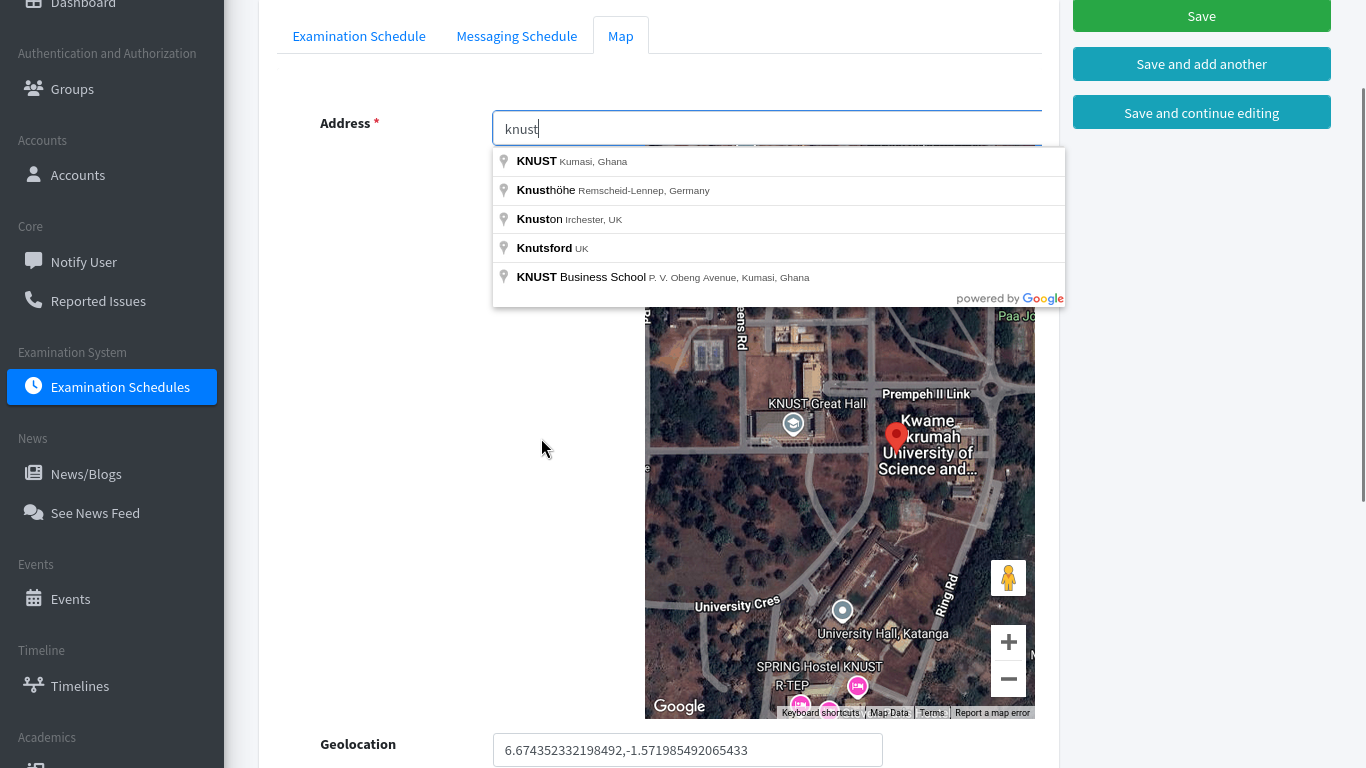 Dashboard
Authentication and Authorization
Groups
Accounts
Accounts
Core
Notify User
Reported Issues
Examination System
Examination Schedules
News
News/Blogs
See News Feed
Events
Events
Timeline
Timelines
Academics
Examination Schedule
Messaging Schedule
Map
Address *
knust
KNUST Kumasi, Ghana
Knusthöhe Remscheid-Lennep, Germany
Knuston Irchester, UK
Knutsford UK
KNUST Business School P. V. Obeng Avenue, Kumasi, Ghana
powered by Google
Rd
ens Rd
Paa Jo
Prempeh II Link
KNUST Great Hall
Kwame
krumah
University of
Science and...
University Cres
Ring Rd
University Hall, Katanga
SPRING Hostel KNUST
R-TEP
Google
Keyboard shortcuts
Map Data
Terms
Report a map error
Geolocation
6.674352332198492,-1.571985492065433
Save
Save and add another
Save and continue editing